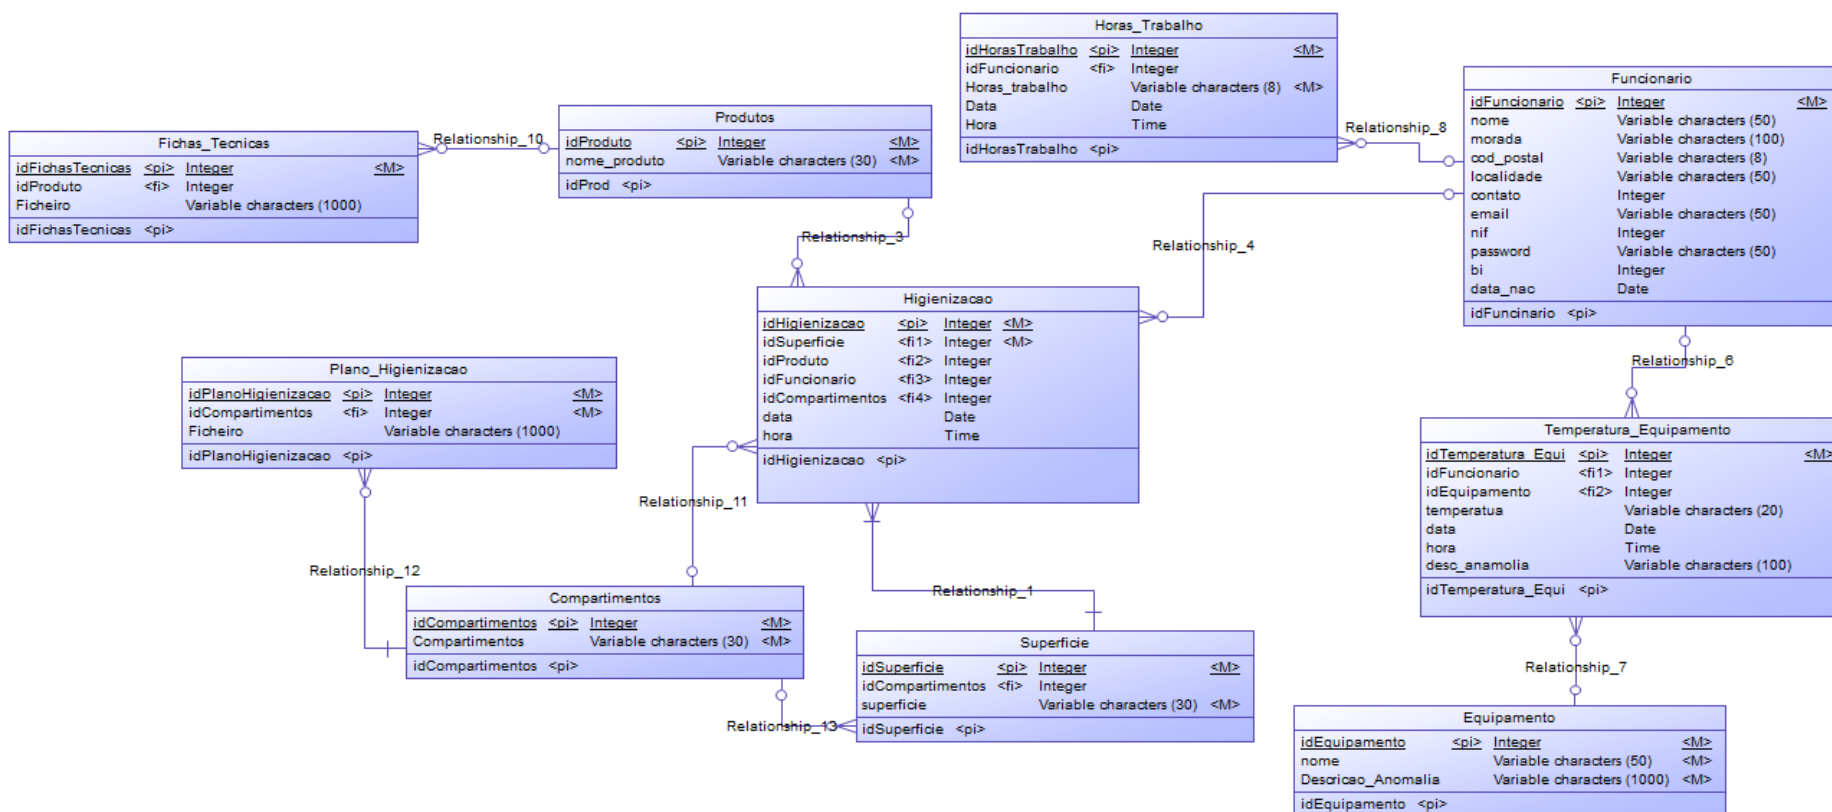 Horas_Trabalho
idHorasTrabalho <pi> Integer <M>
idFuncionario <fi> Integer
Horas_trabalho Variable characters (8) <M>
Data Date
Hora Time
idHorasTrabalho <pi>
Relationship_8
Funcionario
idFuncionario <pi> Integer <M>
nome Variable characters (50)
morada Variable characters (100)
cod_postal Variable characters (8)
localidade Variable characters (50)
contato Integer
email Variable characters (50)
nif Integer
password Variable characters (50)
bi Integer
data_nac Date
idFuncinario <pi>
Fichas_Tecnicas
idFichasTecnicas <pi> Integer <M>
idProduto <fi> Integer
Ficheiro Variable characters (1000)
idFichasTecnicas <pi>
Relationship_10
Produtos
idProduto <pi> Integer <M>
nome_produto Variable characters (30) <M>
idProd <pi>
Relationship_3
Relationship_4
Higienizacao
idHigienizacao <pi> Integer <M>
idSuperficie <fi1> Integer <M>
idProduto <fi2> Integer
idFuncionario <fi3> Integer
idCompartimentos <fi4> Integer
data Date
hora Time
idHigienizacao <pi>
Relationship_6
Plano_Higienizacao
idPlanoHigienizacao <pi> Integer <M>
idCompartimentos <fi> Integer <M>
Ficheiro Variable characters (1000)
idPlanoHigienizacao <pi>
Temperatura_Equipamento
idTemperatura_Equi <pi> Integer <M>
idFuncionario <fi1> Integer
idEquipamento <fi2> Integer
temperatua Variable characters (20)
data Date
hora Time
desc_anamolia Variable characters (100)
idTemperatura_Equi <pi>
Relationship_11
Relationship_12
Compartimentos
idCompartimentos <pi> Integer <M>
Compartimentos Variable characters (30) <M>
idCompartimentos <pi>
Relationship_1
Superficie
idSuperficie <pi> Integer <M>
idCompartimentos <fi> Integer
superficie Variable characters (30) <M>
idSuperficie <pi>
Relationship_13
Relationship_7
Equipamento
idEquipamento <pi> Integer <M>
nome Variable characters (50) <M>
Descricao_Anomalia Variable characters (1000) <M>
idEquipamento <pi>